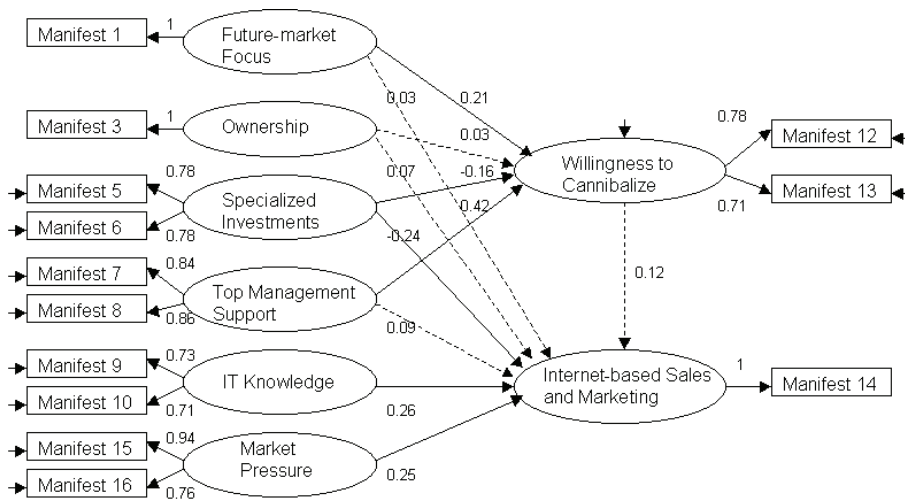 Manifest 1
1
Future-market
Focus
0.03
0.21
Manifest 3
1
Ownership
0.03
0.78
Manifest 12
Willingness to
Cannibalize
Manifest 5
0.78
Specialized
Investments
0.07
-0.16
Manifest 13
0.71
Manifest 6
0.78
0.42
-0.24
Manifest 7
0.84
Top Management
Support
0.12
Manifest 8
0.86
0.09
Manifest 9
0.73
IT Knowledge
Internet-based Sales
and Marketing
1
Manifest 14
Manifest 10
0.71
0.26
Manifest 15
0.94
Market
Pressure
0.25
Manifest 16
0.76